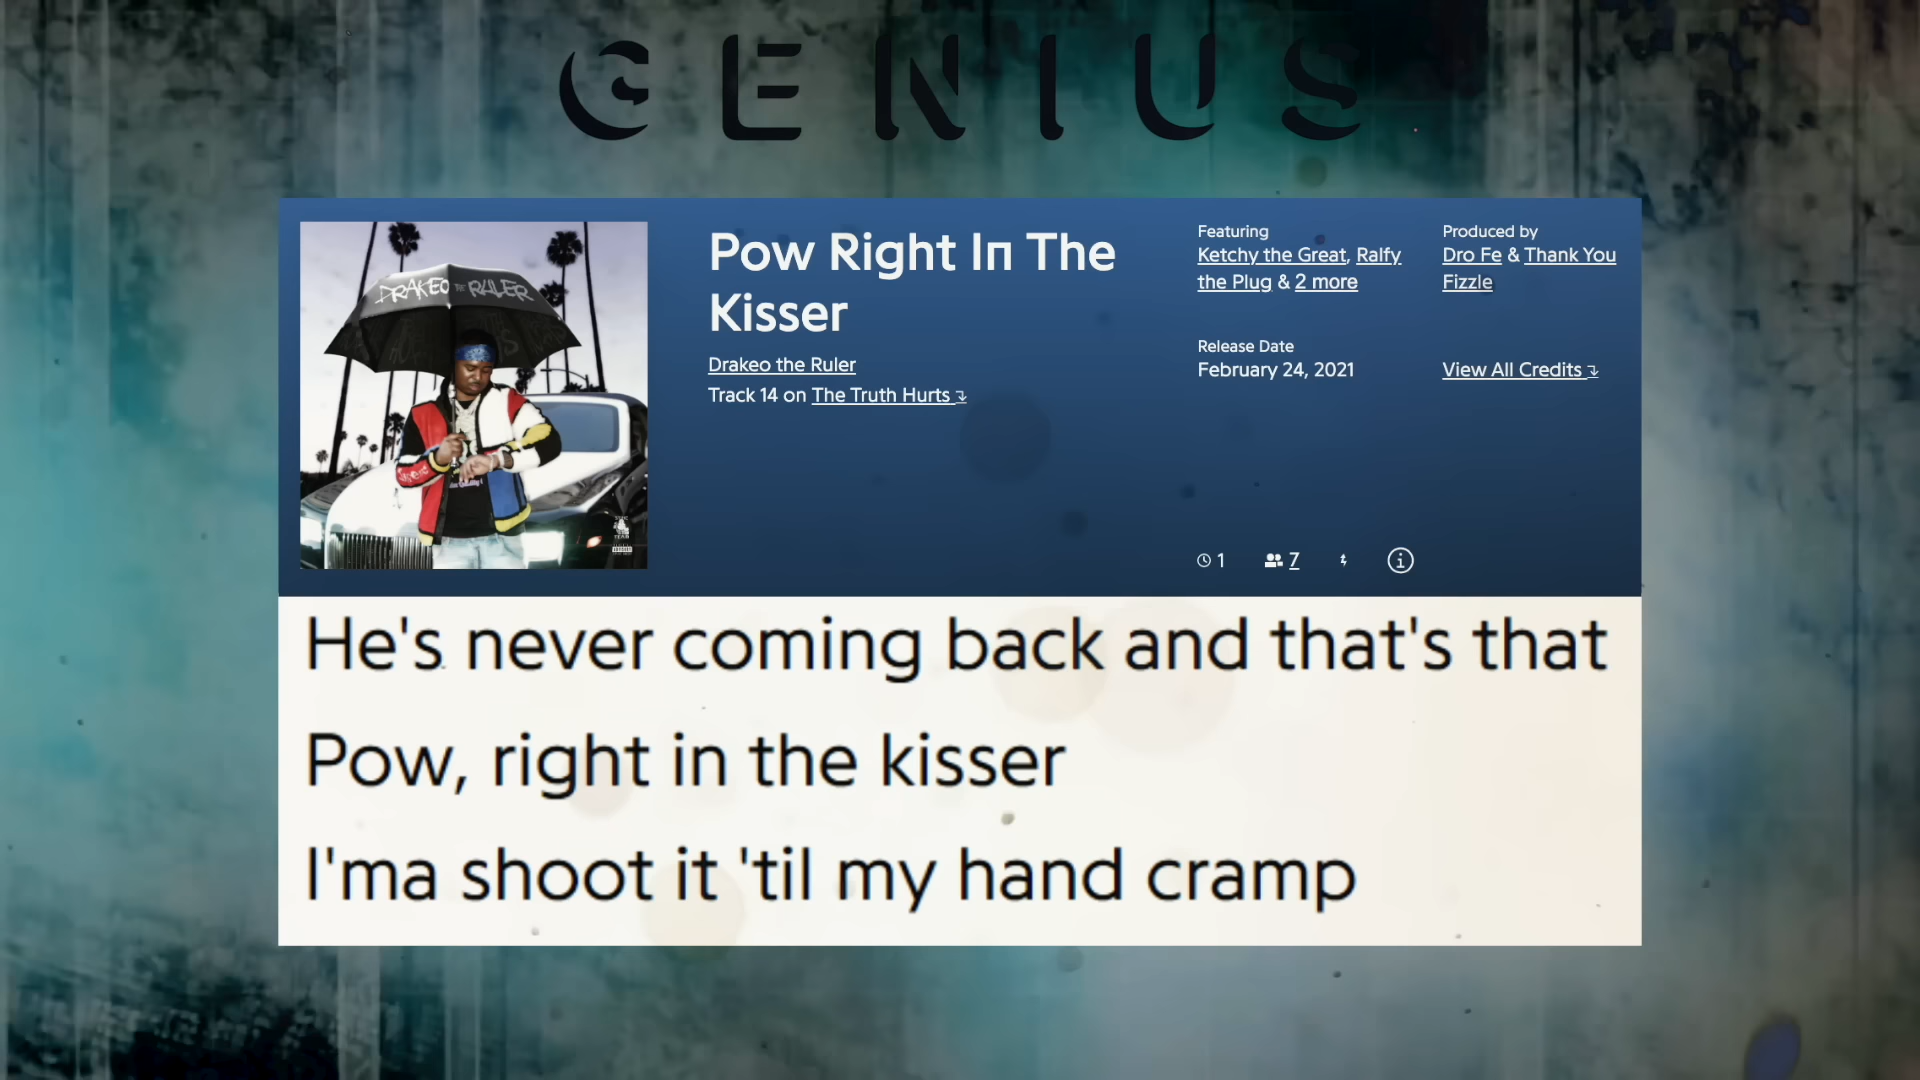 GENIUS
DRAKEO THE RULER
Pow Right In The
Kisser
Drakeo the Ruler
Track 14 on The Truth Hurts
Featuring
Ketchy the Great, Ralfy
the Plug & 2 more
Produced by
Dro Fe & Thank You
Fizzle
Release Date
February 24, 2021
View All Credits
1
7
He's never coming back and that's that
Pow, right in the kisser
I'ma shoot it 'til my hand cramp